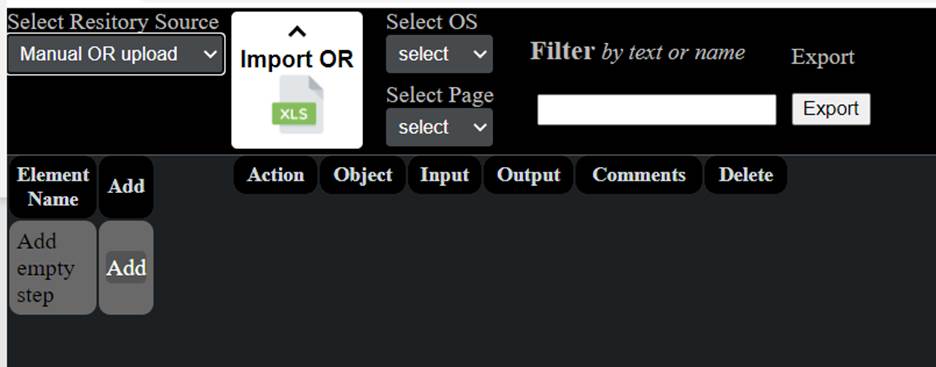 Select Resitory Source
Manual OR upload
Import OR
XLS
Select OS
select
Select Page
select
Filter by text or name
Export
Export
Element Name
Add
Action
Object
Input
Output
Comments
Delete
Add empty step
Add